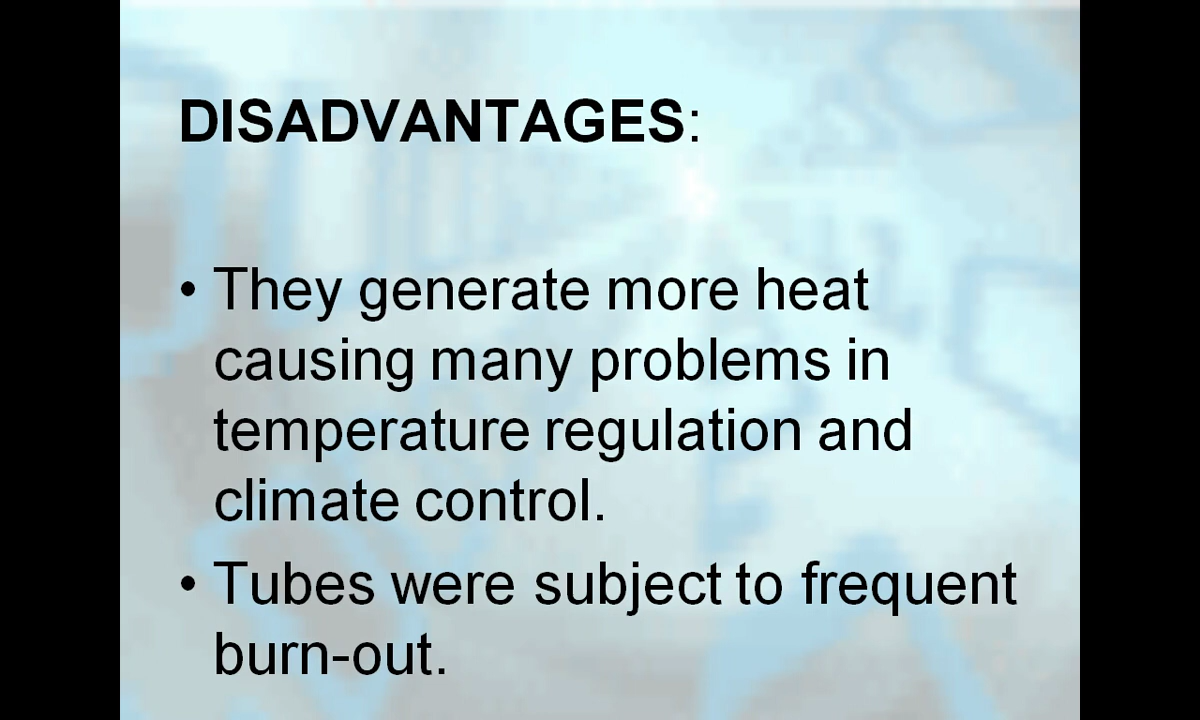 DISADVANTAGES:
• They generate more heat
causing many problems in
temperature regulation and
climate control.
• Tubes were subject to frequent
burn-out.